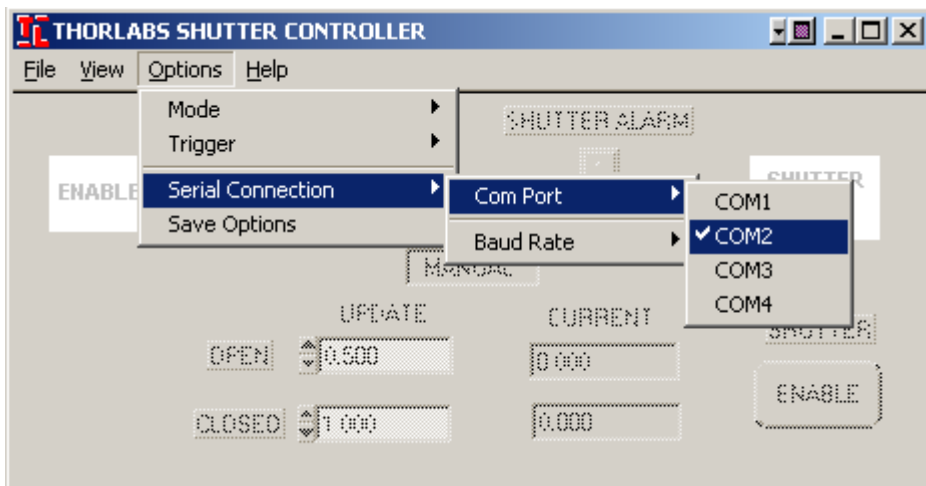 THORLABS SHUTTER CONTROLLER
File View Options Help
Mode
Trigger
Serial Connection
Save Options
Com Port
Baud Rate
COM1
COM2
COM3
COM4
SHUTTER ALARM
ENABLE
SHUTTER
MANUAL
UPDATE CURRENT
SHUTTER
OPEN 0.500 0.000
ENABLE
CLOSED 1.000 0.000